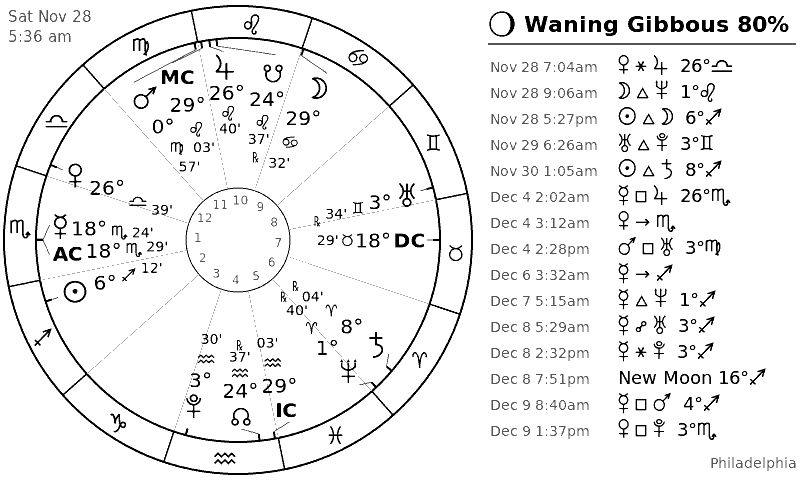 Sat Nov 28
5:36 am
MC
♂ 0° ♍ 57'
29° ♌ 03'
♃ 26° ♌ 40'
☋ 24° ♌ 37' ℞
☽ 29° ♋ 32'
♀ 26° ♎ 39'
☿ 18° ♏ 24'
AC 18° ♏ 29'
☉ 6° ♐ 12'
♅ 3° ♊ 34' ℞
DC 18° ♉ 29'
♇ 3° ♒ 30'
☊ 24° ♒ 37' ℞
IC 29° ♒ 03'
♆ 1° ♈ 40' ℞
♄ 8° ♈ 04' ℞
1 2 3 4 5 6 7 8 9 10 11 12
♌ ♋ ♊ ♉ ♈ ♓ ♒ ♑ ♐ ♏ ♎ ♍
Waning Gibbous 80%
Nov 28 7:04am ♀ ⚹ ♃ 26°♎
Nov 28 9:06am ☽ △ ♆ 1°♌
Nov 28 5:27pm ☉ △ ☽ 6°♐
Nov 29 6:26am ♅ △ ♇ 3°♊
Nov 30 1:05am ☉ △ ♄ 8°♐
Dec 4 2:02am ☿ □ ♃ 26°♏
Dec 4 3:12am ♀ → ♏
Dec 4 2:28pm ♂ □ ♅ 3°♍
Dec 6 3:32am ☿ → ♐
Dec 7 5:15am ☿ △ ♆ 1°♐
Dec 8 5:29am ☿ ☍ ♅ 3°♐
Dec 8 2:32pm ☿ ⚹ ♇ 3°♐
Dec 8 7:51pm New Moon 16°♐
Dec 9 8:40am ☿ □ ♂ 4°♐
Dec 9 1:37pm ♀ □ ♇ 3°♏
Philadelphia